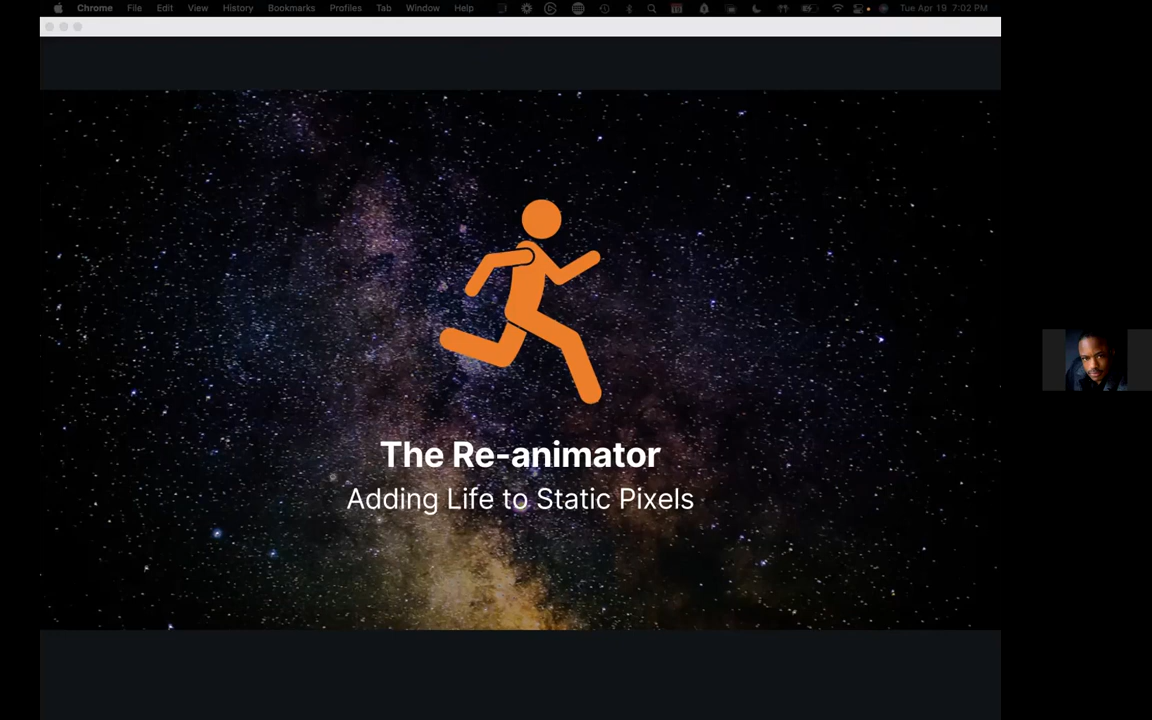 Chrome File Edit View History Bookmarks Profiles Tab Window Help Tue Apr 19 7:02 PM
The Re-animator
Adding Life to Static Pixels